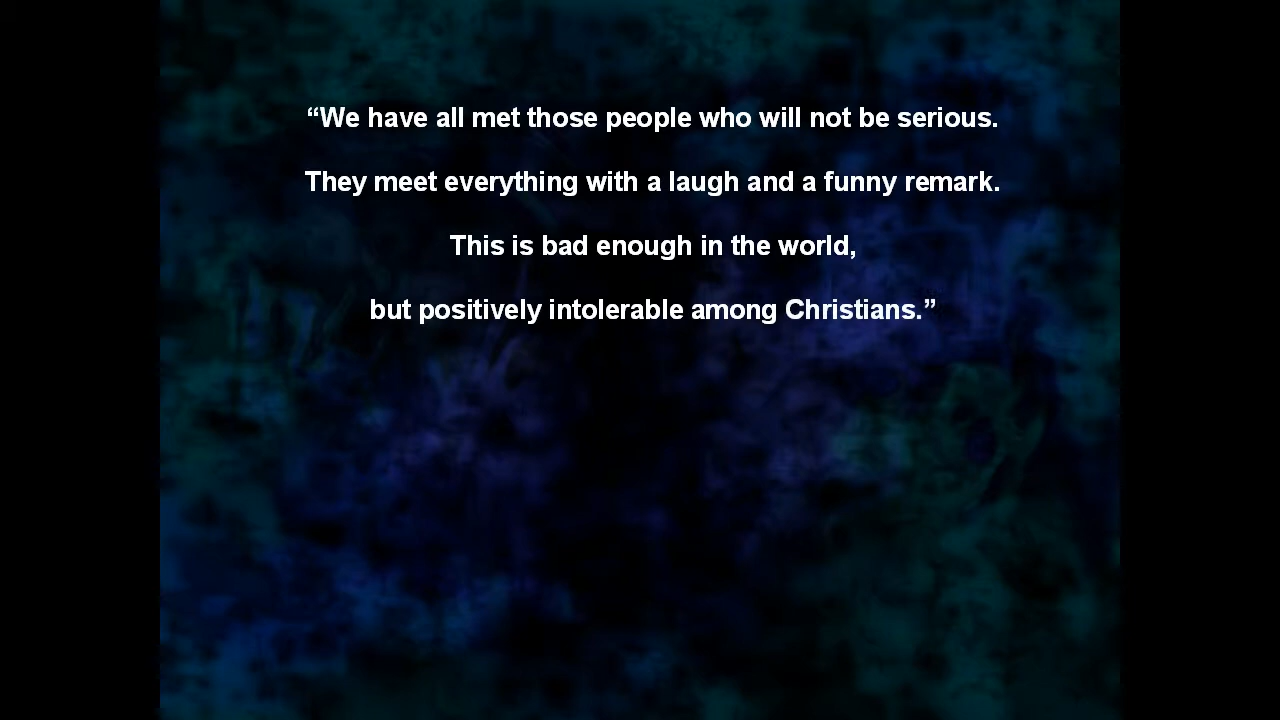 “We have all met those people who will not be serious.
They meet everything with a laugh and a funny remark.
This is bad enough in the world,
but positively intolerable among Christians.”